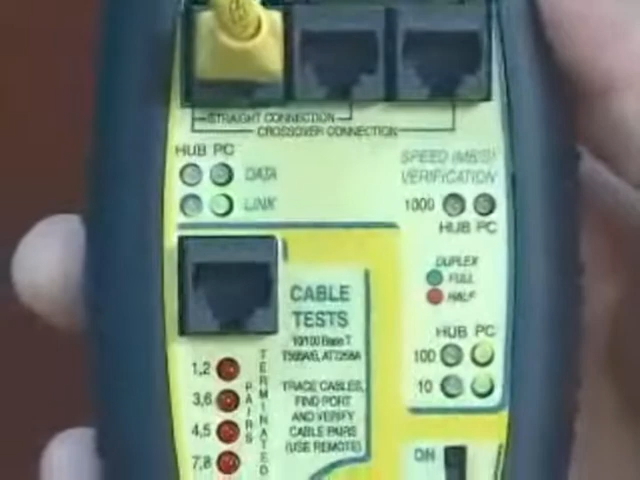 STRAIGHT CONNECTION
CROSSOVER CONNECTION
HUB PC
DATA
LINK
SPEED (MB/S)
VERIFICATION
1000
HUB PC
DUPLEX
FULL
HALF
CABLE
TESTS
10/100 Base T
T568A/B, AT7258A
HUB PC
100
10
1,2
3,6
4,5
7,8
PAIRS
TERMINATED
TRACE CABLES,
FIND PORT
AND VERIFY
CABLE PAIRS
(USE REMOTE)
ON